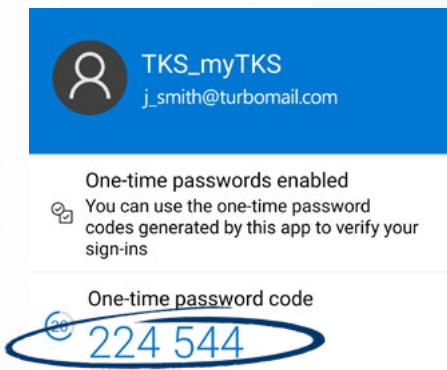 TKS_myTKS
j_smith@turbomail.com
One-time passwords enabled
You can use the one-time password
codes generated by this app to verify your
sign-ins
One-time password code
20
224 544